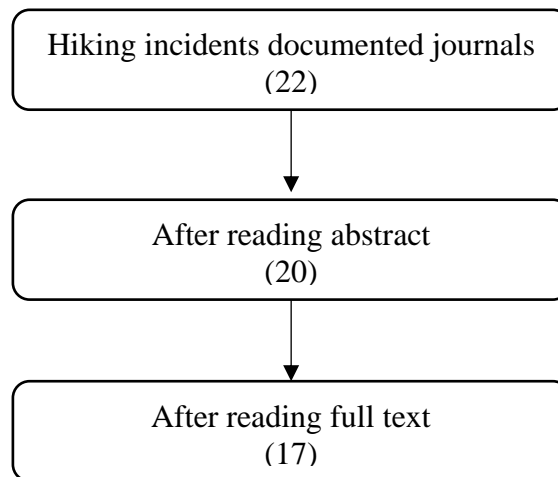 Hiking incidents documented journals
(22)
After reading abstract
(20)
After reading full text
(17)